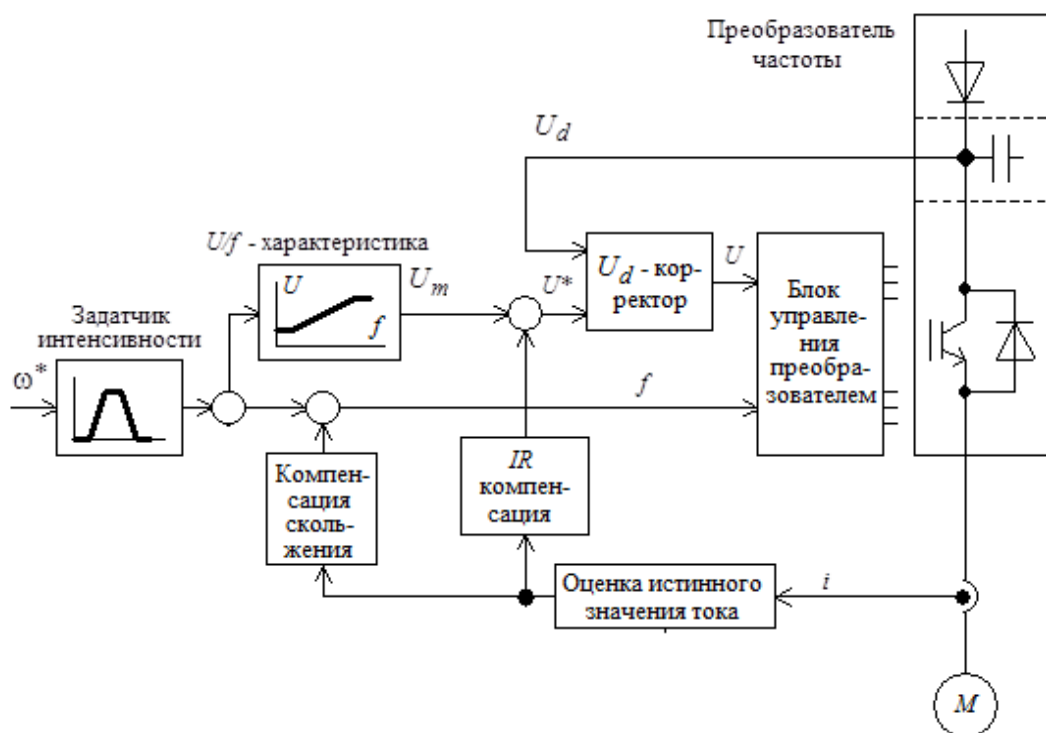 Преобразователь
частоты
U_d
U/f - характеристика
U
f
U_m
U*
U_d - кор-
ректор
U
Блок
управле-
ния
преобра-
зователем
Задатчик
интенсивности
ω*
f
Компен-
сация
сколь-
жения
IR
компен-
сация
Оценка истинного
значения тока
i
M